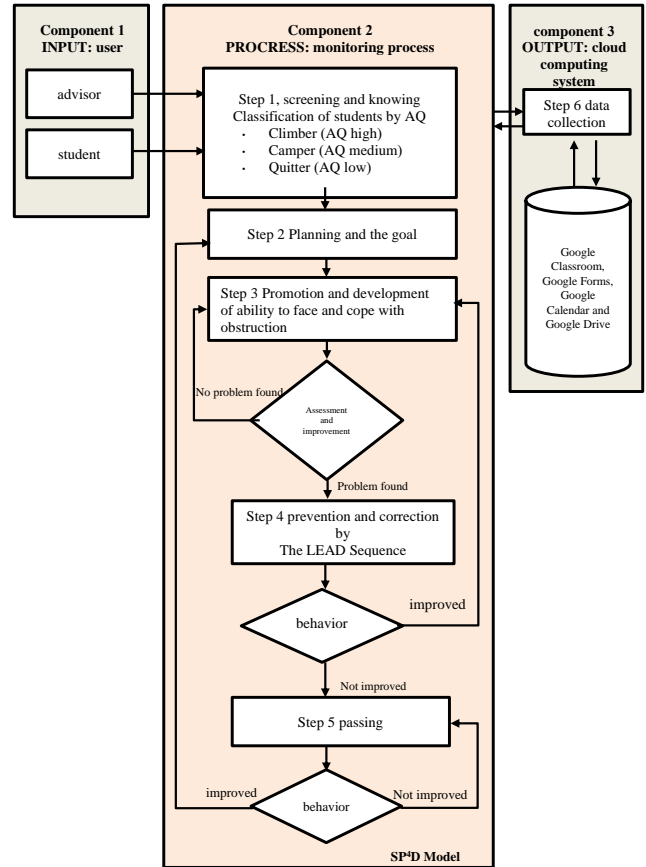 Component 1
INPUT: user
advisor
student
Component 2
PROCRESS: monitoring process
Step 1, screening and knowing
Classification of students by AQ
· Climber (AQ high)
· Camper (AQ medium)
· Quitter (AQ low)
Step 2 Planning and the goal
Step 3 Promotion and development
of ability to face and cope with
obstruction
No problem found
Assessment
and
improvement
Problem found
Step 4 prevention and correction
by
The LEAD Sequence
behavior
improved
Not improved
Step 5 passing
improved
behavior
Not improved
SP⁴D Model
component 3
OUTPUT: cloud
computing
system
Step 6 data
collection
Google
Classroom,
Google Forms,
Google
Calendar and
Google Drive